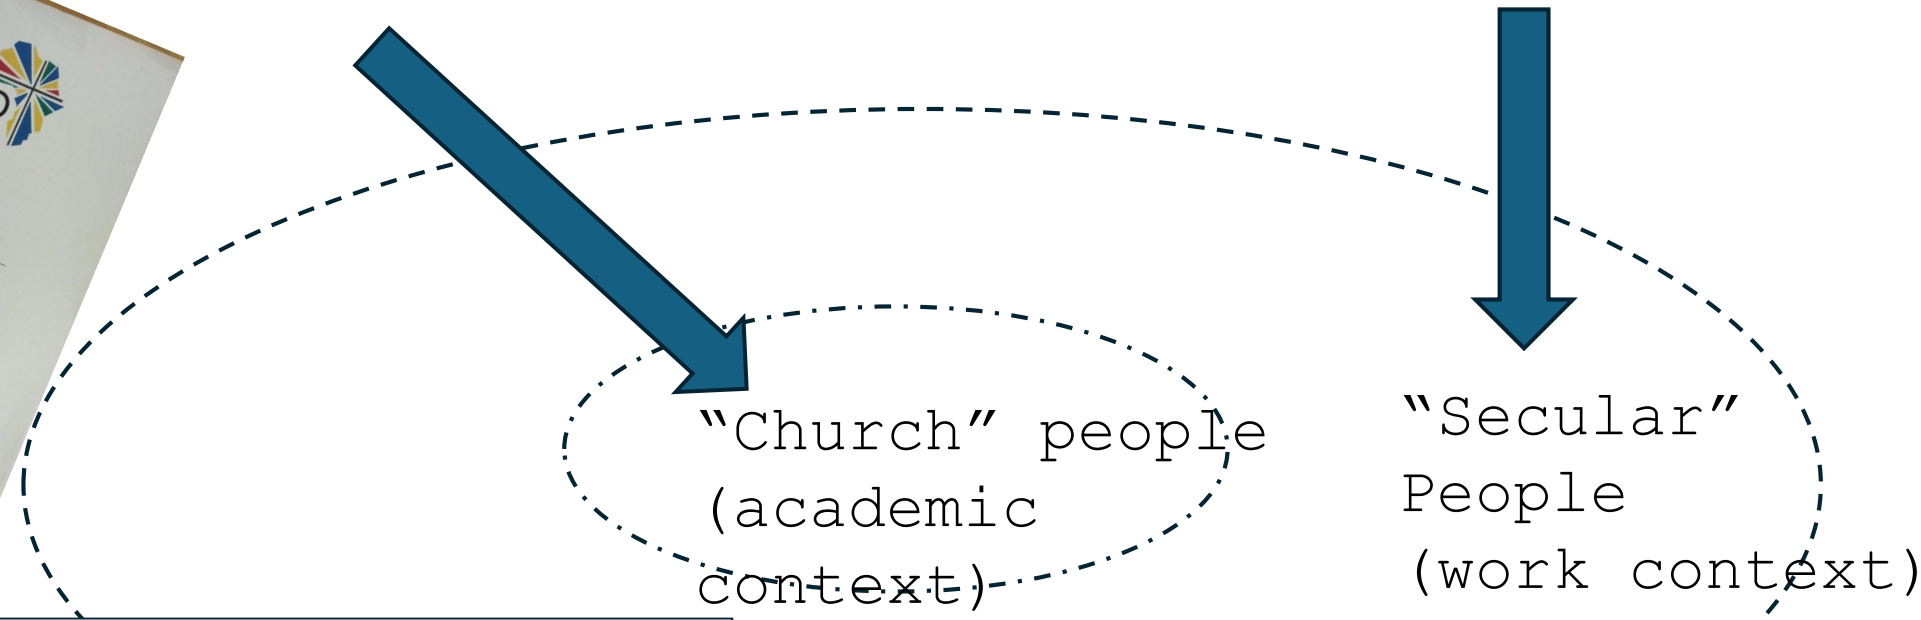 “Church” people
(academic
context)
“Secular”
People
(work context)